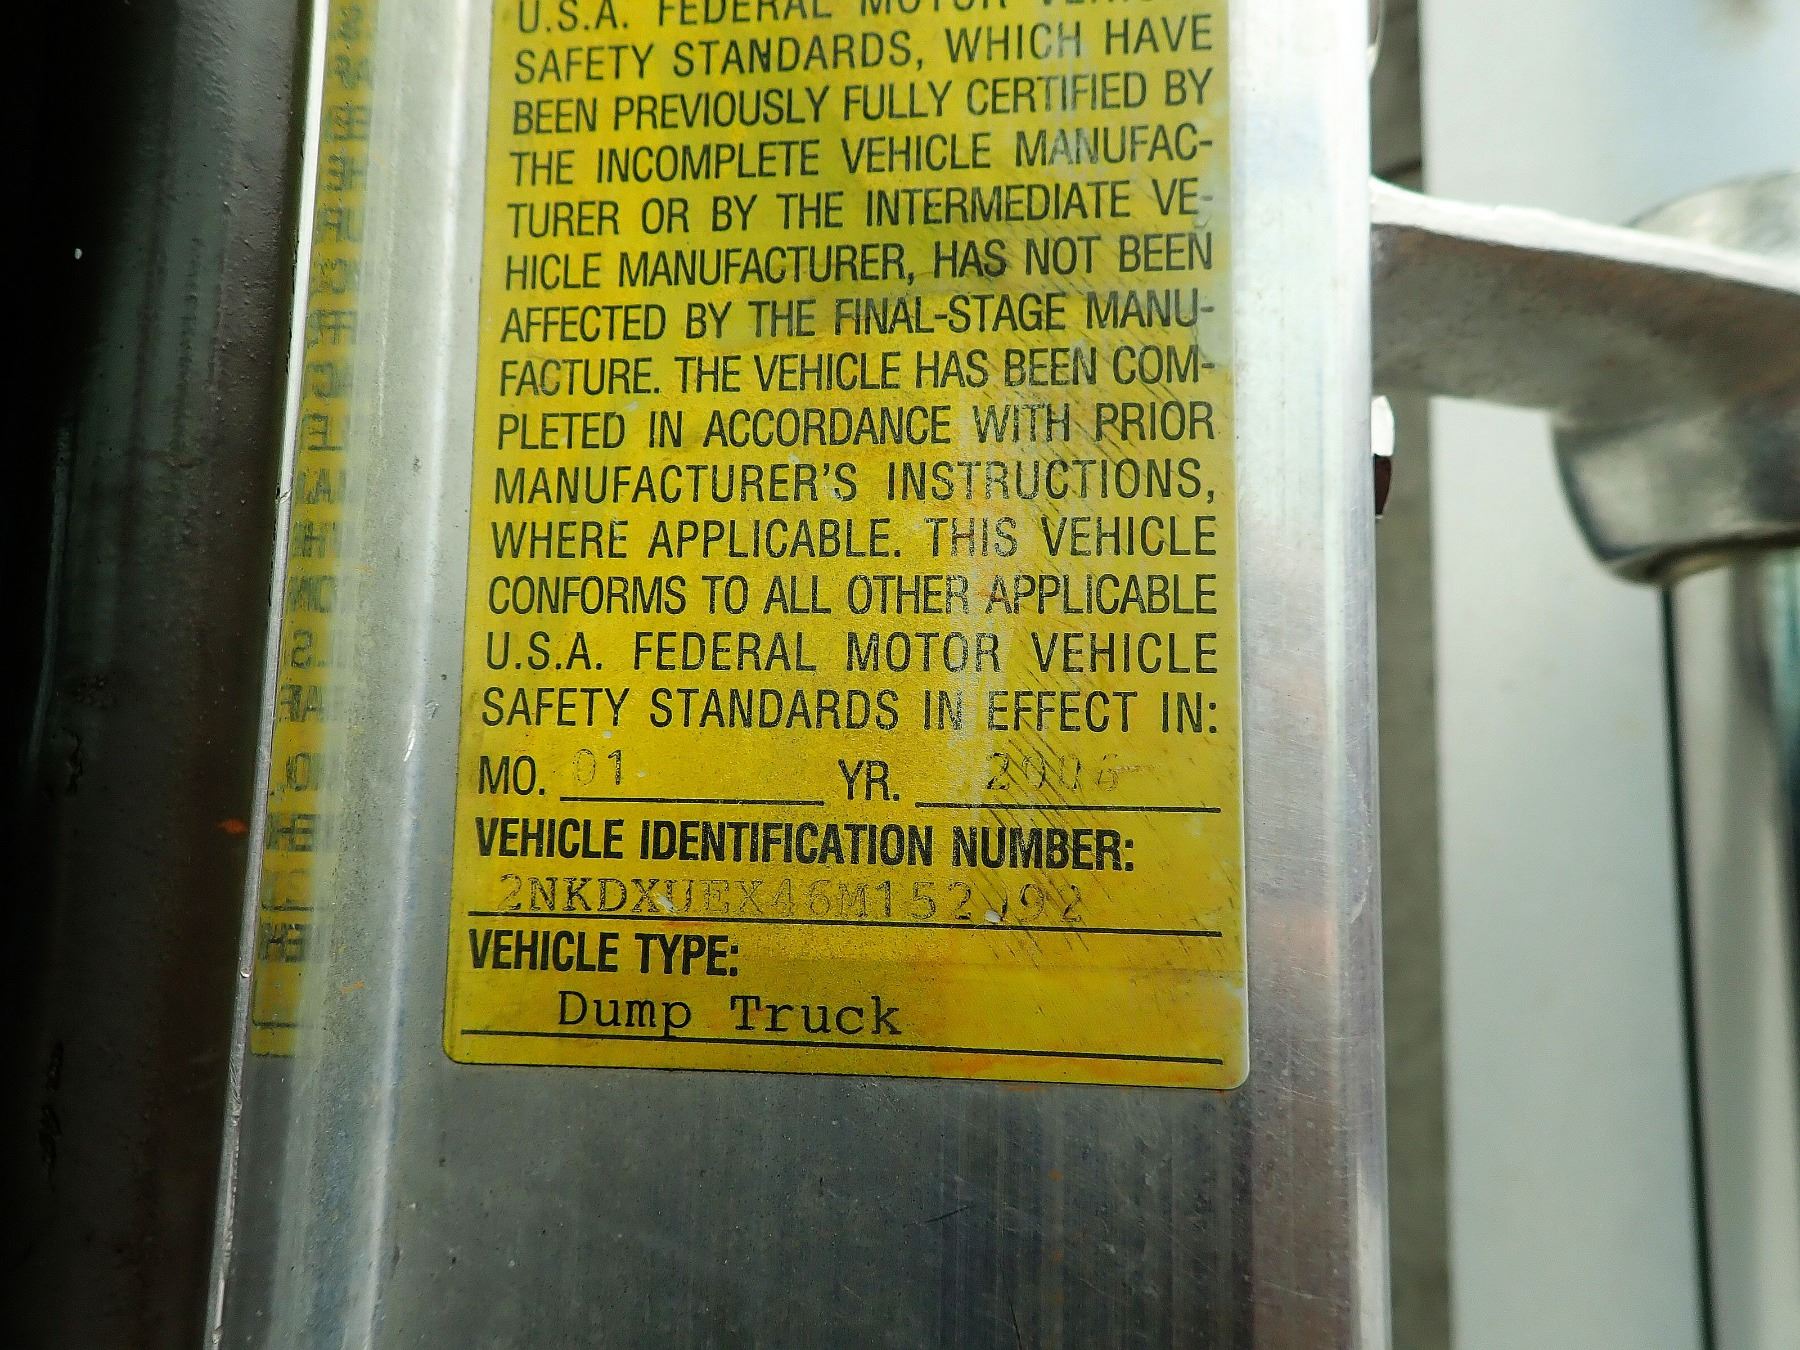 U.S.A. FEDERAL MOTOR VEHICLE
SAFETY STANDARDS, WHICH HAVE
BEEN PREVIOUSLY FULLY CERTIFIED BY
THE INCOMPLETE VEHICLE MANUFAC-
TURER OR BY THE INTERMEDIATE VE-
HICLE MANUFACTURER, HAS NOT BEEN
AFFECTED BY THE FINAL-STAGE MANU-
FACTURE. THE VEHICLE HAS BEEN COM-
PLETED IN ACCORDANCE WITH PRIOR
MANUFACTURER'S INSTRUCTIONS,
WHERE APPLICABLE. THIS VEHICLE
CONFORMS TO ALL OTHER APPLICABLE
U.S.A. FEDERAL MOTOR VEHICLE
SAFETY STANDARDS IN EFFECT IN:
MO. 01 YR. 2006
VEHICLE IDENTIFICATION NUMBER:
VEHICLE TYPE:
Dump Truck